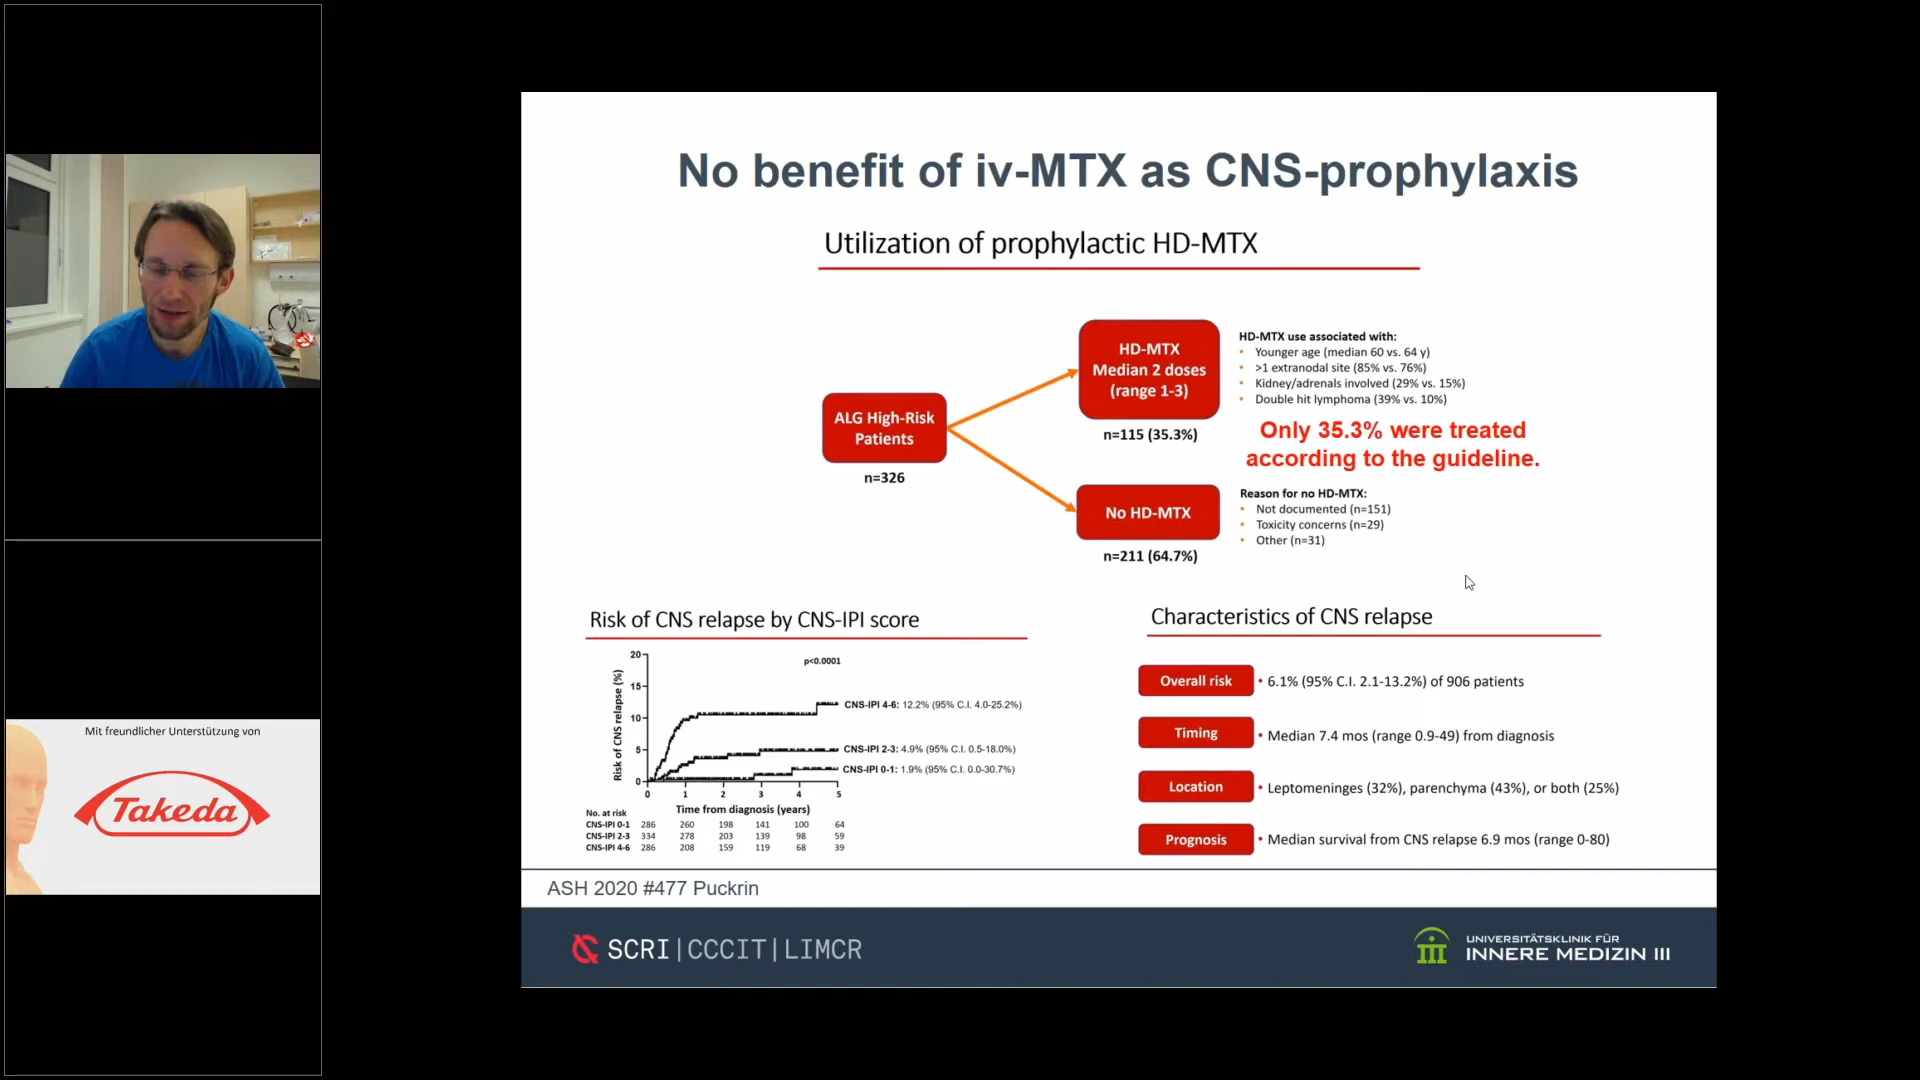 No benefit of iv-MTX as CNS-prophylaxis
Utilization of prophylactic HD-MTX
ALG High-Risk
Patients
n=326
HD-MTX
Median 2 doses
(range 1-3)
n=115 (35.3%)
HD-MTX use associated with:
• Younger age (median 60 vs. 64 y)
• >1 extranodal site (85% vs. 76%)
• Kidney/adrenals involved (29% vs. 15%)
• Double hit lymphoma (39% vs. 10%)
Only 35.3% were treated
according to the guideline.
No HD-MTX
n=211 (64.7%)
Reason for no HD-MTX:
• Not documented (n=151)
• Toxicity concerns (n=29)
• Other (n=31)
Risk of CNS relapse by CNS-IPI score
p<0.0001
Risk of CNS relapse (%)
20
15
10
5
0
CNS-IPI 4-6: 12.2% (95% C.I. 4.0-25.2%)
CNS-IPI 2-3: 4.9% (95% C.I. 0.5-18.0%)
CNS-IPI 0-1: 1.9% (95% C.I. 0.0-30.7%)
0 1 2 3 4 5
Time from diagnosis (years)
No. at risk
CNS-IPI 0-1 286 260 198 141 100 64
CNS-IPI 2-3 334 278 203 139 98 59
CNS-IPI 4-6 286 208 159 119 68 39
Characteristics of CNS relapse
Overall risk • 6.1% (95% C.I. 2.1-13.2%) of 906 patients
Timing • Median 7.4 mos (range 0.9-49) from diagnosis
Location • Leptomeninges (32%), parenchyma (43%), or both (25%)
Prognosis • Median survival from CNS relapse 6.9 mos (range 0-80)
ASH 2020 #477 Puckrin
SCRI|CCCIT|LIMCR
UNIVERSITÄTSKLINIK FÜR
INNERE MEDIZIN III
Mit freundlicher Unterstützung von
Takeda